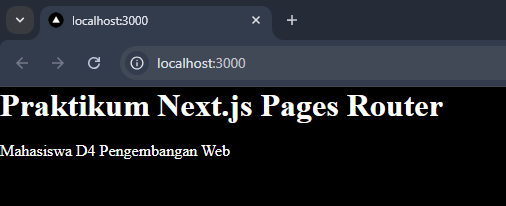 localhost:3000
localhost:3000
Praktikum Next.js Pages Router
Mahasiswa D4 Pengembangan Web